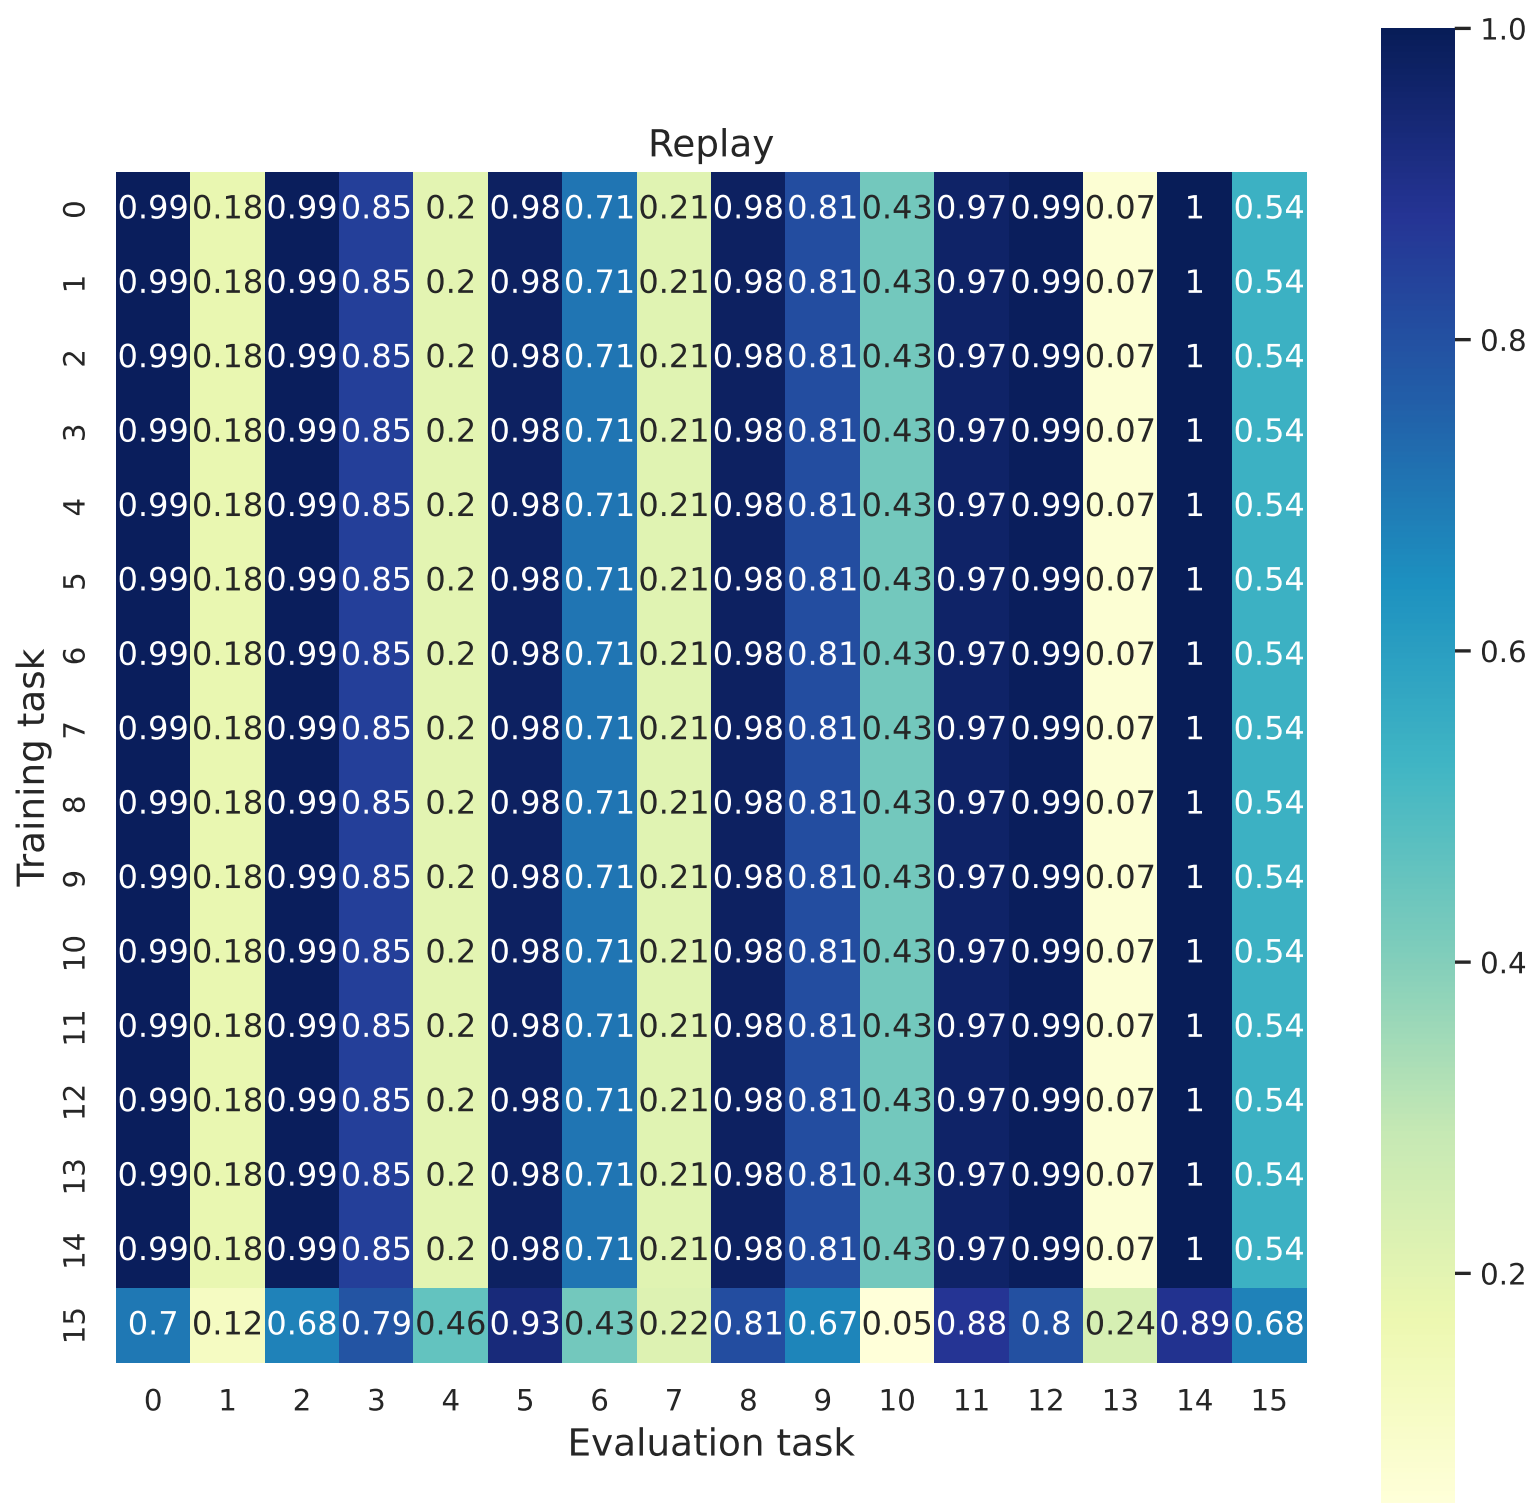 Replay
0 0.99 0.18 0.99 0.85 0.2 0.98 0.71 0.21 0.98 0.81 0.43 0.97 0.99 0.07 1 0.54
1 0.99 0.18 0.99 0.85 0.2 0.98 0.71 0.21 0.98 0.81 0.43 0.97 0.99 0.07 1 0.54
2 0.99 0.18 0.99 0.85 0.2 0.98 0.71 0.21 0.98 0.81 0.43 0.97 0.99 0.07 1 0.54
3 0.99 0.18 0.99 0.85 0.2 0.98 0.71 0.21 0.98 0.81 0.43 0.97 0.99 0.07 1 0.54
4 0.99 0.18 0.99 0.85 0.2 0.98 0.71 0.21 0.98 0.81 0.43 0.97 0.99 0.07 1 0.54
5 0.99 0.18 0.99 0.85 0.2 0.98 0.71 0.21 0.98 0.81 0.43 0.97 0.99 0.07 1 0.54
6 0.99 0.18 0.99 0.85 0.2 0.98 0.71 0.21 0.98 0.81 0.43 0.97 0.99 0.07 1 0.54
7 0.99 0.18 0.99 0.85 0.2 0.98 0.71 0.21 0.98 0.81 0.43 0.97 0.99 0.07 1 0.54
8 0.99 0.18 0.99 0.85 0.2 0.98 0.71 0.21 0.98 0.81 0.43 0.97 0.99 0.07 1 0.54
9 0.99 0.18 0.99 0.85 0.2 0.98 0.71 0.21 0.98 0.81 0.43 0.97 0.99 0.07 1 0.54
10 0.99 0.18 0.99 0.85 0.2 0.98 0.71 0.21 0.98 0.81 0.43 0.97 0.99 0.07 1 0.54
11 0.99 0.18 0.99 0.85 0.2 0.98 0.71 0.21 0.98 0.81 0.43 0.97 0.99 0.07 1 0.54
12 0.99 0.18 0.99 0.85 0.2 0.98 0.71 0.21 0.98 0.81 0.43 0.97 0.99 0.07 1 0.54
13 0.99 0.18 0.99 0.85 0.2 0.98 0.71 0.21 0.98 0.81 0.43 0.97 0.99 0.07 1 0.54
14 0.99 0.18 0.99 0.85 0.2 0.98 0.71 0.21 0.98 0.81 0.43 0.97 0.99 0.07 1 0.54
15 0.7 0.12 0.68 0.79 0.46 0.93 0.43 0.22 0.81 0.67 0.05 0.88 0.8 0.24 0.89 0.68
0 1 2 3 4 5 6 7 8 9 10 11 12 13 14 15
Evaluation task
Training task
1.0
0.8
0.6
0.4
0.2